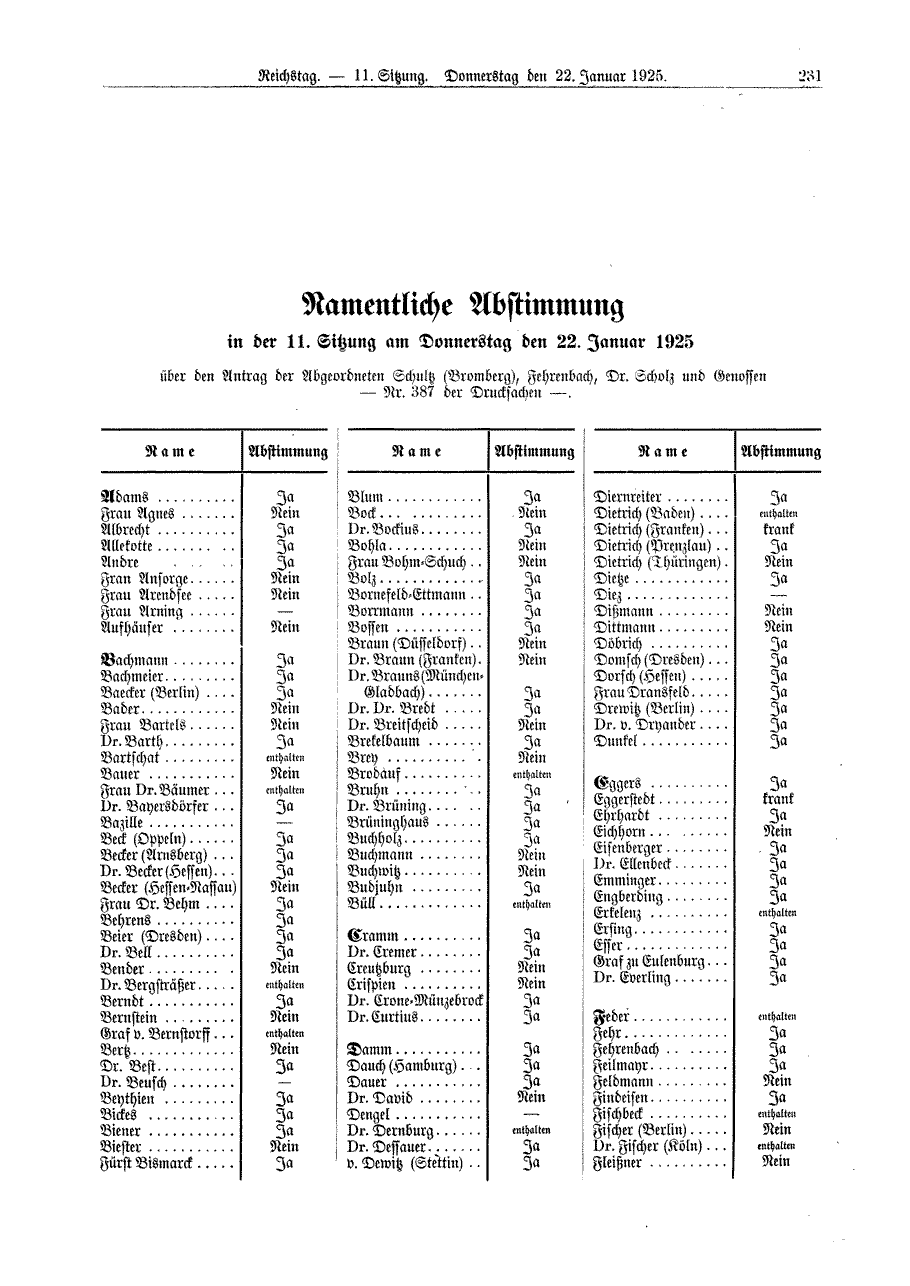 Reichstag. — 11. Sitzung. Donnerstag den 22. Januar 1925. 231
Namentliche Abstimmung
in der 11. Sitzung am Donnerstag den 22. Januar 1925
über den Antrag der Abgeordneten Schultz (Bromberg), Fehrenbach, Dr. Scholz und Genossen
— Nr. 387 der Drucksachen —.
Name Abstimmung
Adams .......... Ja
Frau Agnes ....... Nein
Albrecht .......... Ja
Allekotte ....... .. Ja
Andre . . .. Ja
Frau Ansorge...... Nein
Frau Arendsee ..... Nein
Frau Arning ...... —
Aufhäuser ........ Nein
Bachmann ........ Ja
Bachmeier......... Ja
Baecker (Berlin) .... Ja
Bader............ Nein
Frau Bartels ...... Nein
Dr. Barth......... Ja
Bartschat ......... enthalten
Bauer ........... Nein
Frau Dr. Bäumer ... enthalten
Dr. Bayersdörfer ... Ja
Bazille ........... —
Beck (Oppeln)...... Ja
Becker (Arnsberg) ... Ja
Dr. Becker (Hessen)... Ja
Becker (Hessen-Nassau) Nein
Frau Dr. Behm .... Ja
Behrens .......... Ja
Beier (Dresden) .... Ja
Dr. Bell .......... Ja
Bender ......... . Nein
Dr. Bergsträßer..... enthalten
Berndt ........... Ja
Bernstein ......... Nein
Graf v. Bernstorff ... enthalten
Bertz............. Nein
Dr. Best.......... Ja
Dr. Beusch ........ —
Beythien ......... Ja
Bickes ........... Ja
Biener ........... Ja
Biester ........... Nein
Fürst Bismarck ..... Ja
Name Abstimmung
Blum ............ Ja
Bock ... ......... Nein
Dr. Bockius........ Ja
Bohla............ Nein
Frau Bohm-Schuch .. Nein
Bolz............. Ja
Bornefeld-Ettmann .. Ja
Borrmann ........ Ja
Bossen ........... Ja
Braun (Düsseldorf) .. Nein
Dr. Braun (Franken). Nein
Dr. Brauns (München-
Gladbach) ....... Ja
Dr. Dr. Bredt ..... Ja
Dr. Breitscheid ..... Nein
Brekelbaum ....... Ja
Brey ........... Nein
Brodauf .......... enthalten
Bruhn ........ .. Ja
Dr. Brüning.... .. Ja
Brüninghaus ...... Ja
Buchholz.......... Ja
Buchmann ........ Nein
Buchwitz.......... Nein
Budjuhn ......... Ja
Büll............. enthalten
Cramm .......... Ja
Dr. Cremer ........ Ja
Creutzburg ........ Nein
Crispien .......... Nein
Dr. Crone-Münzebrock Ja
Dr. Curtius........ Ja
Damm ........... Ja
Dauch (Hamburg) . .. Ja
Dauer ........... Ja
Dr. David ........ Nein
Dengel ........... —
Dr. Dernburg...... enthalten
Dr. Dessauer....... Ja
v. Dewitz (Stettin) .. Ja
Name Abstimmung
Diernreiter ........ Ja
Dietrich (Baden) .... enthalten
Dietrich (Franken) ... krank
Dietrich (Prenzlau) .. Ja
Dietrich (Thüringen) . Nein
Dietze ............ Ja
Diez ............. —
Dißmann ......... Nein
Dittmann ......... Nein
Döbrich .......... Ja
Domsch (Dresden) ... Ja
Dorsch (Hessen) ..... Ja
Frau Dransfeld..... Ja
Drewitz (Berlin) .... Ja
Dr. v. Dryander .... Ja
Dunkel ........... Ja
Eggers .......... Ja
Eggerstedt......... krank
Ehrhardt ......... Ja
Eichhorn ... ...... Nein
Eisenberger ....... Ja
Dr. Ellenbeck ....... Ja
Emminger......... Ja
Engberding........ Ja
Erkelenz .......... enthalten
Ersing............ Ja
Esser ............ Ja
Graf zu Eulenburg ... Ja
Dr. Everling ....... Ja
Feder ............ enthalten
Fehr............. Ja
Fehrenbach .. ..... Ja
Feilmayr.......... Ja
Feldmann ......... Nein
Findeisen.......... Ja
Fischbeck ......... enthalten
Fischer (Berlin)..... Nein
Dr. Fischer (Köln) ... enthalten
Fleißner .......... Nein